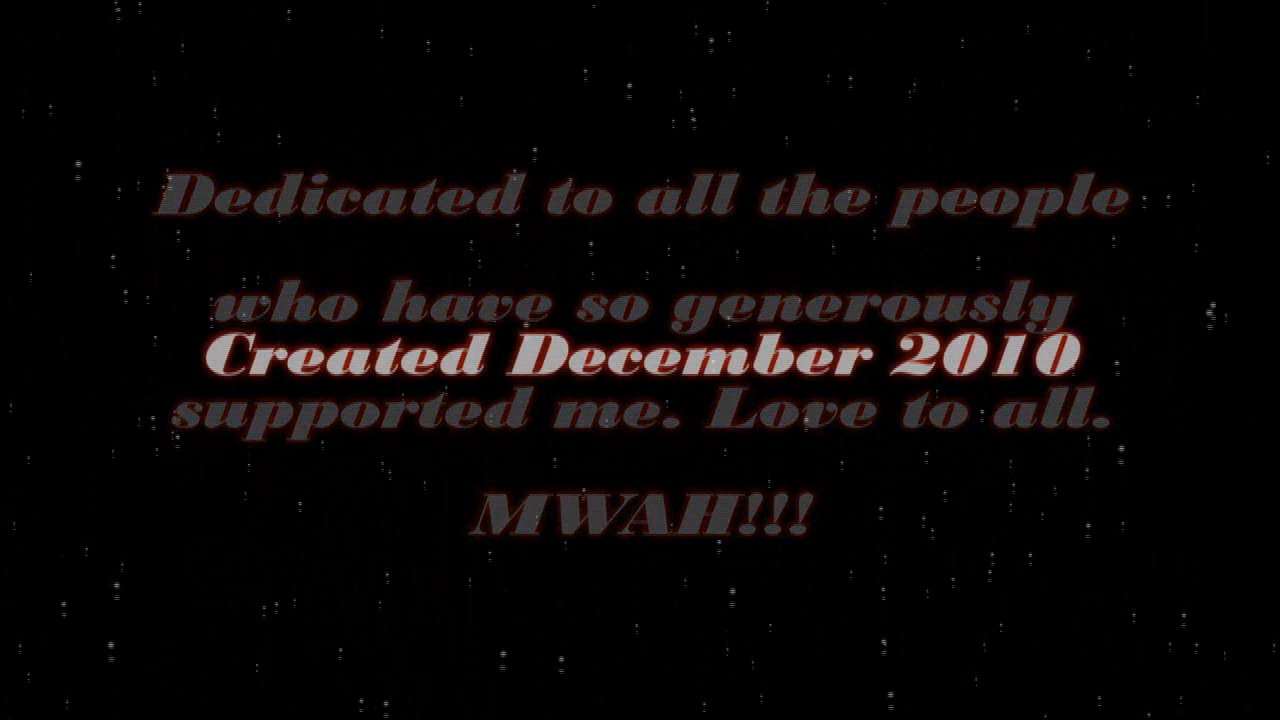 Dedicated to all the people
who have so generously
Created December 2010
supported me. Love to all.
MWAH!!!